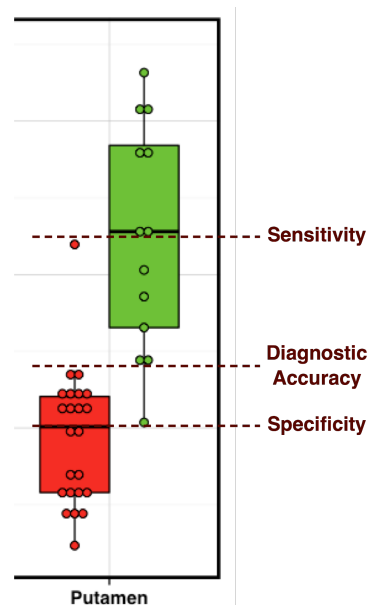 Sensitivity
Diagnostic
Accuracy
Specificity
Putamen